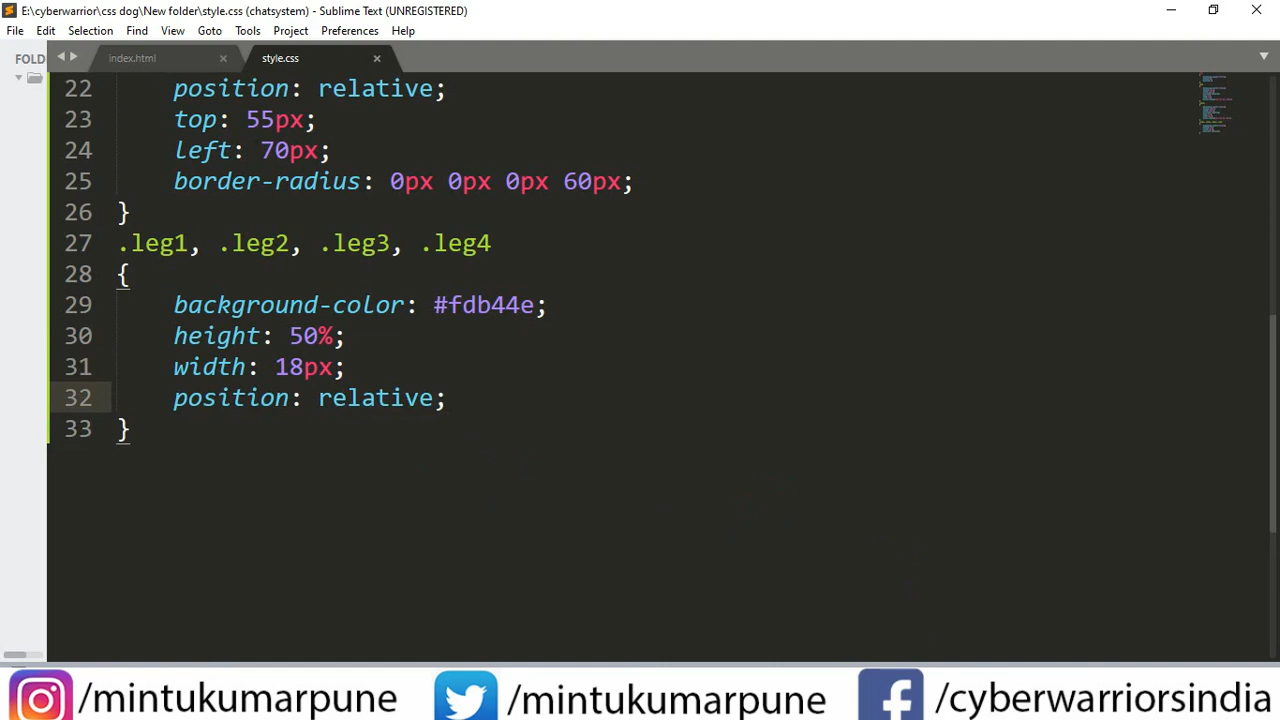 E:\cyberwarrior\css dog\New folder\style.css (chatsystem) - Sublime Text (UNREGISTERED)
File Edit Selection Find View Goto Tools Project Preferences Help
FOLD
index.html
style.css
22 position: relative;
23 top: 55px;
24 left: 70px;
25 border-radius: 0px 0px 0px 60px;
26 }
27 .leg1, .leg2, .leg3, .leg4
28 {
29 background-color: #fdb44e;
30 height: 50%;
31 width: 18px;
32 position: relative;
33 }
/mintukumarpune /mintukumarpune /cyberwarriorsindia